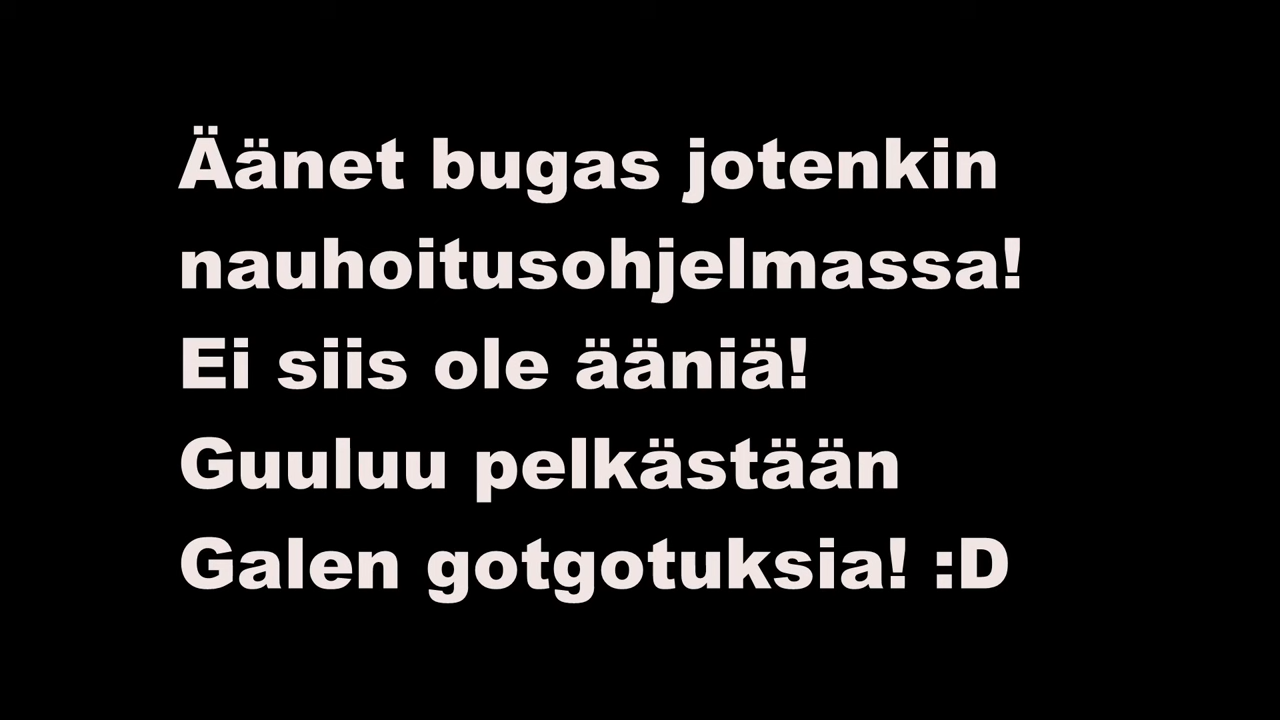 Äänet bugas jotenkin
nauhoitusohjelmassa!
Ei siis ole ääniä!
Guuluu pelkästään
Galen gotgotuksia! :D